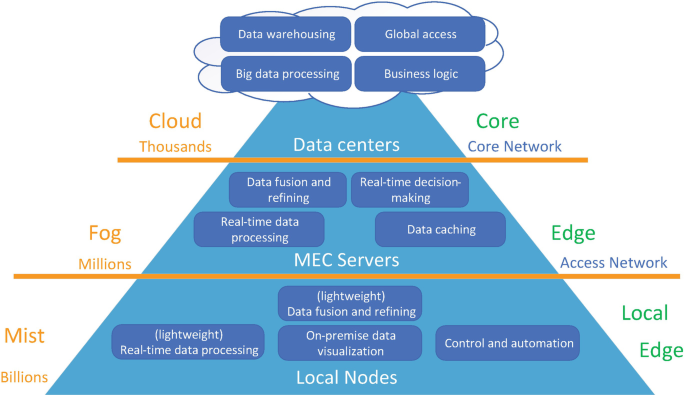 Data warehousing
Global access
Big data processing
Business logic
Cloud
Core
Thousands
Data centers
Core Network
Data fusion and
refining
Real-time decision-
making
Real-time data
processing
Data caching
Fog
Edge
Millions
MEC Servers
Access Network
(lightweight)
Data fusion and refining
Local
Mist
(lightweight)
Real-time data processing
On-premise data
visualization
Control and automation
Edge
Billions
Local Nodes